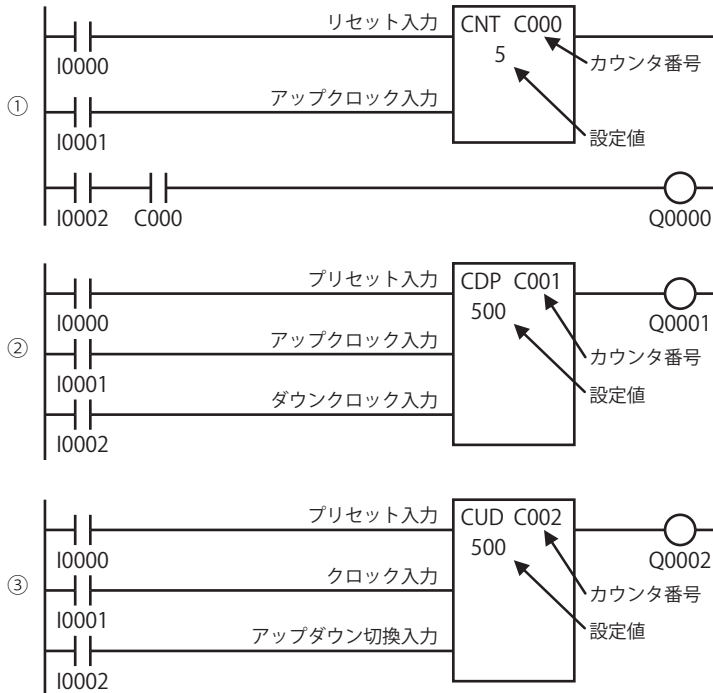 ①
リセット入力
CNT C000
5
カウンタ番号
設定値
I0000
アップクロック入力
I0001
I0002 C000 Q0000
②
プリセット入力
CDP C001
500
カウンタ番号
設定値
I0000
Q0001
アップクロック入力
I0001
ダウンクロック入力
I0002
③
プリセット入力
CUD C002
500
カウンタ番号
設定値
I0000
Q0002
クロック入力
I0001
アップダウン切換入力
I0002